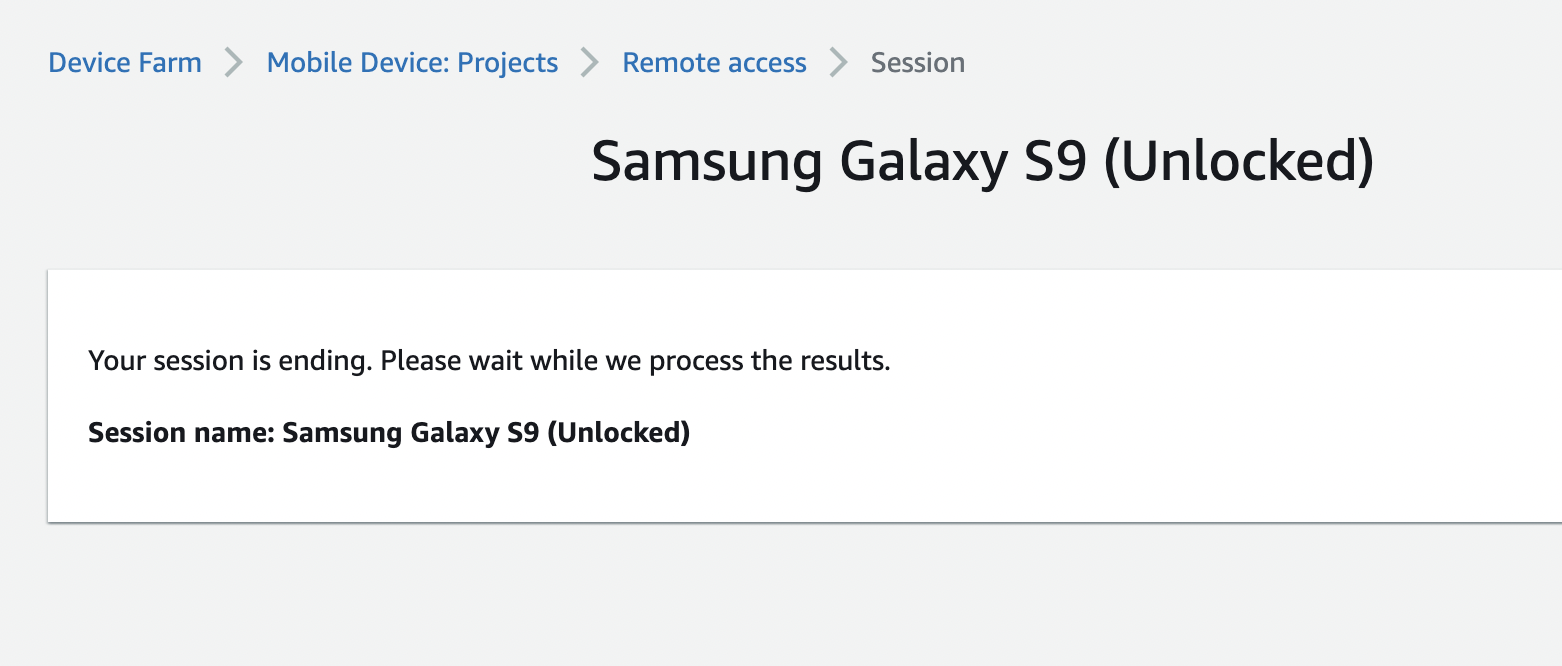 Device Farm > Mobile Device: Projects > Remote access > Session
Samsung Galaxy S9 (Unlocked)
Your session is ending. Please wait while we process the results.
Session name: Samsung Galaxy S9 (Unlocked)